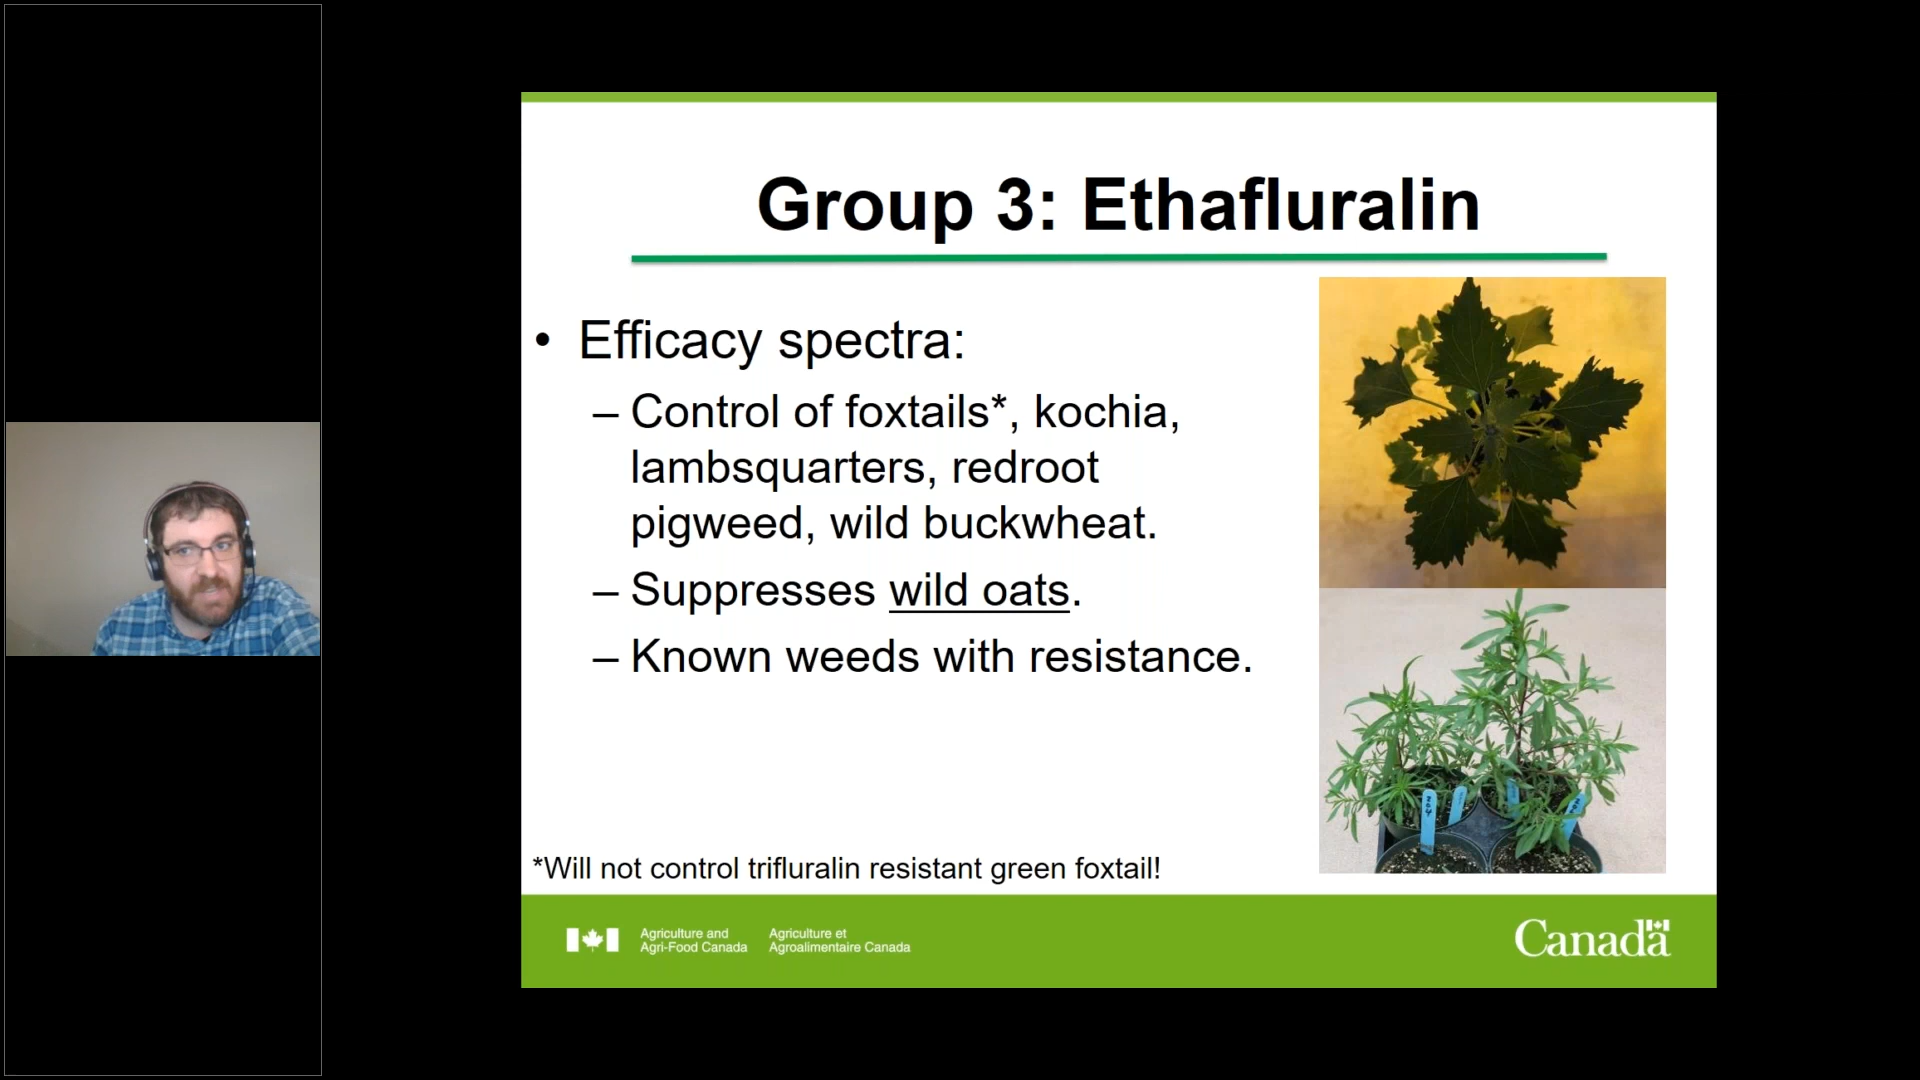 Group 3: Ethafluralin
• Efficacy spectra:
– Control of foxtails*, kochia,
lambsquarters, redroot
pigweed, wild buckwheat.
– Suppresses wild oats.
– Known weeds with resistance.
*Will not control trifluralin resistant green foxtail!
Agriculture and
Agri-Food Canada
Agriculture et
Agroalimentaire Canada
Canada